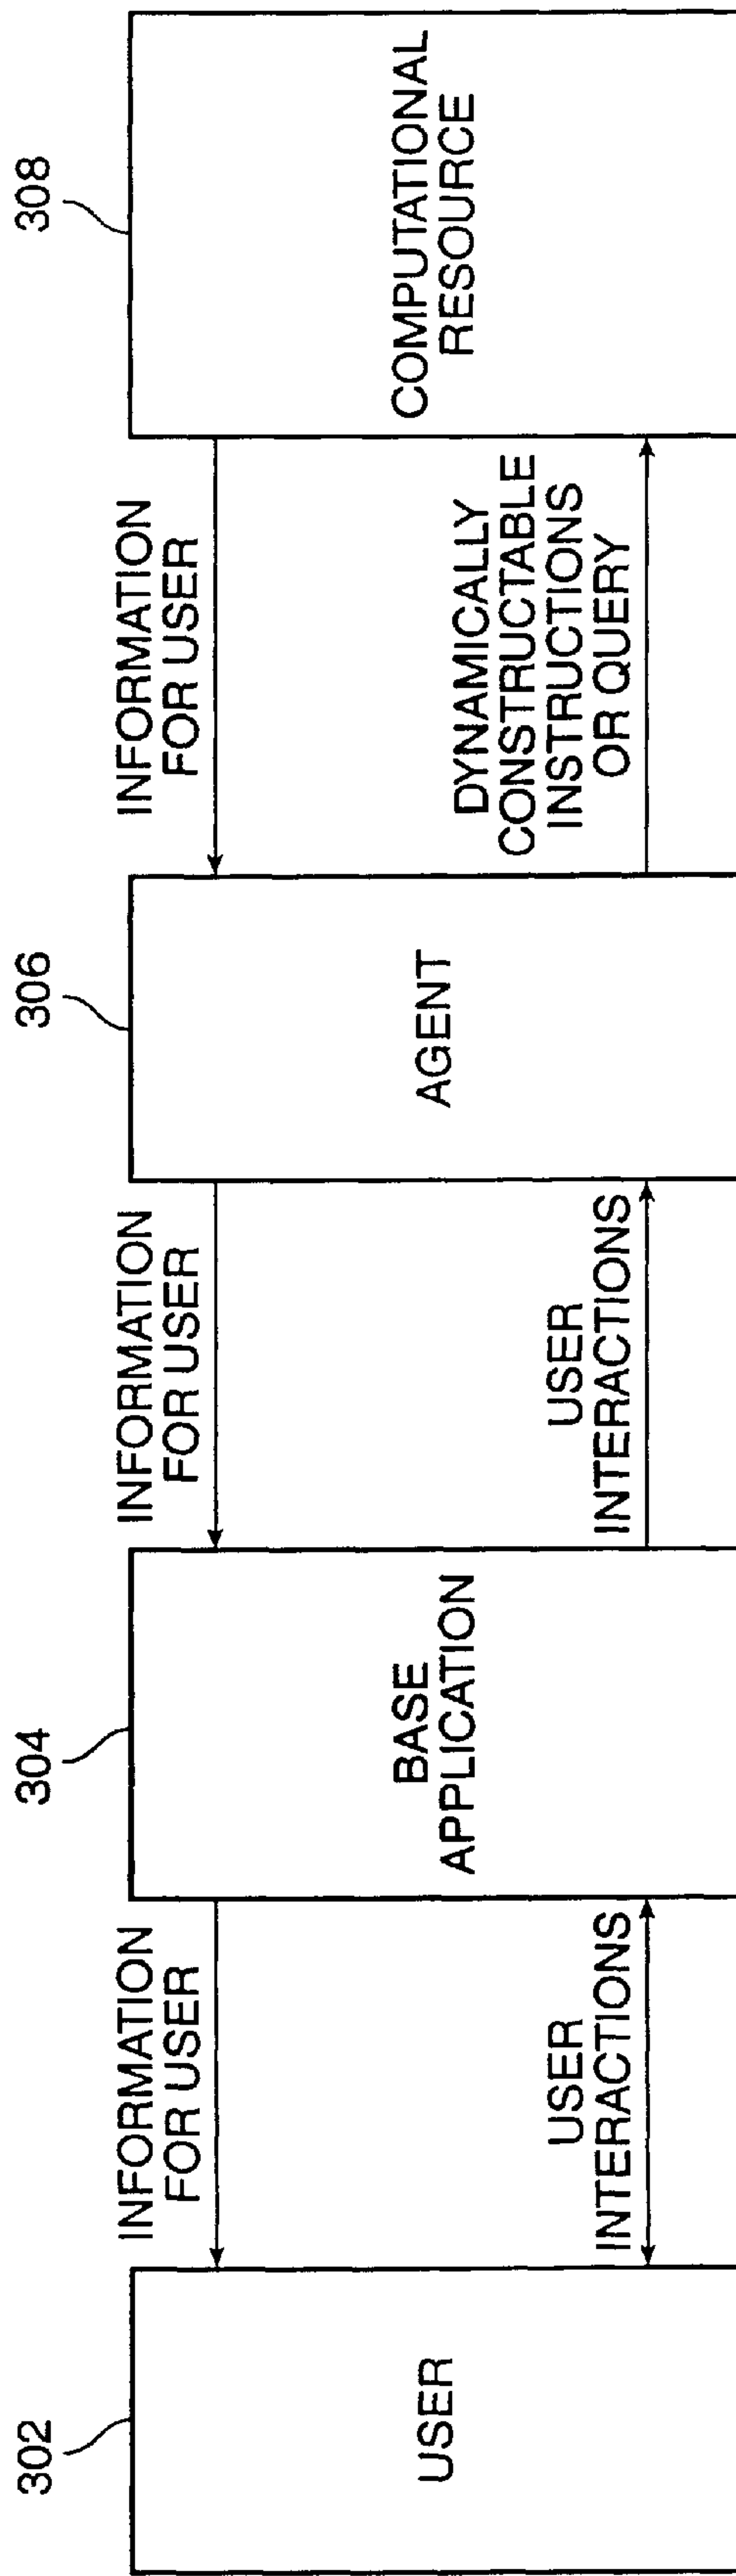 302
304
306
308
INFORMATION
FOR USER
INFORMATION
FOR USER
INFORMATION
FOR USER
USER
BASE
APPLICATION
AGENT
COMPUTATIONAL
RESOURCE
USER
INTERACTIONS
USER
INTERACTIONS
DYNAMICALLY
CONSTRUCTABLE
INSTRUCTIONS
OR QUERY